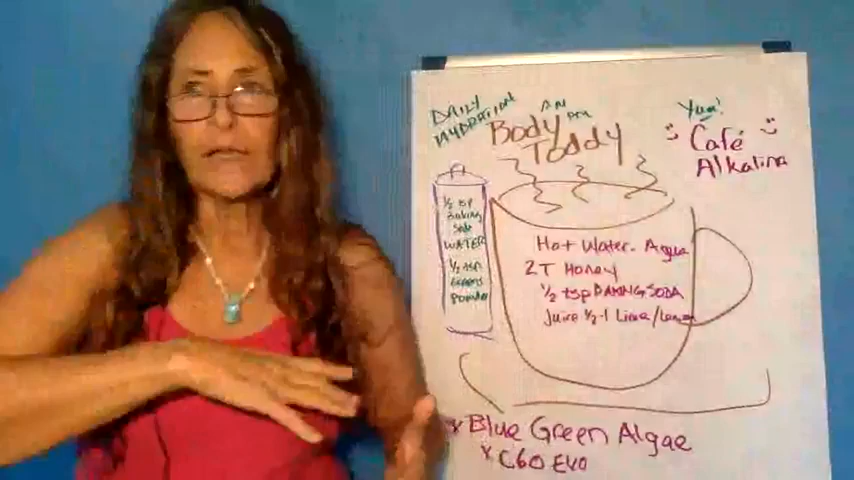 DAILY
HYDRATION
AM
PM
Body
Toddy
Yum!
Café
Alkalina
½ tsp
Baking
Soda
WATER
½ tsp
GREENS
POWDER
Hot Water - Agua
2T Honey
½ tsp BAKING SODA
Juice ½-1 Lime/Lemon
x Blue Green Algae
x C60 EVO